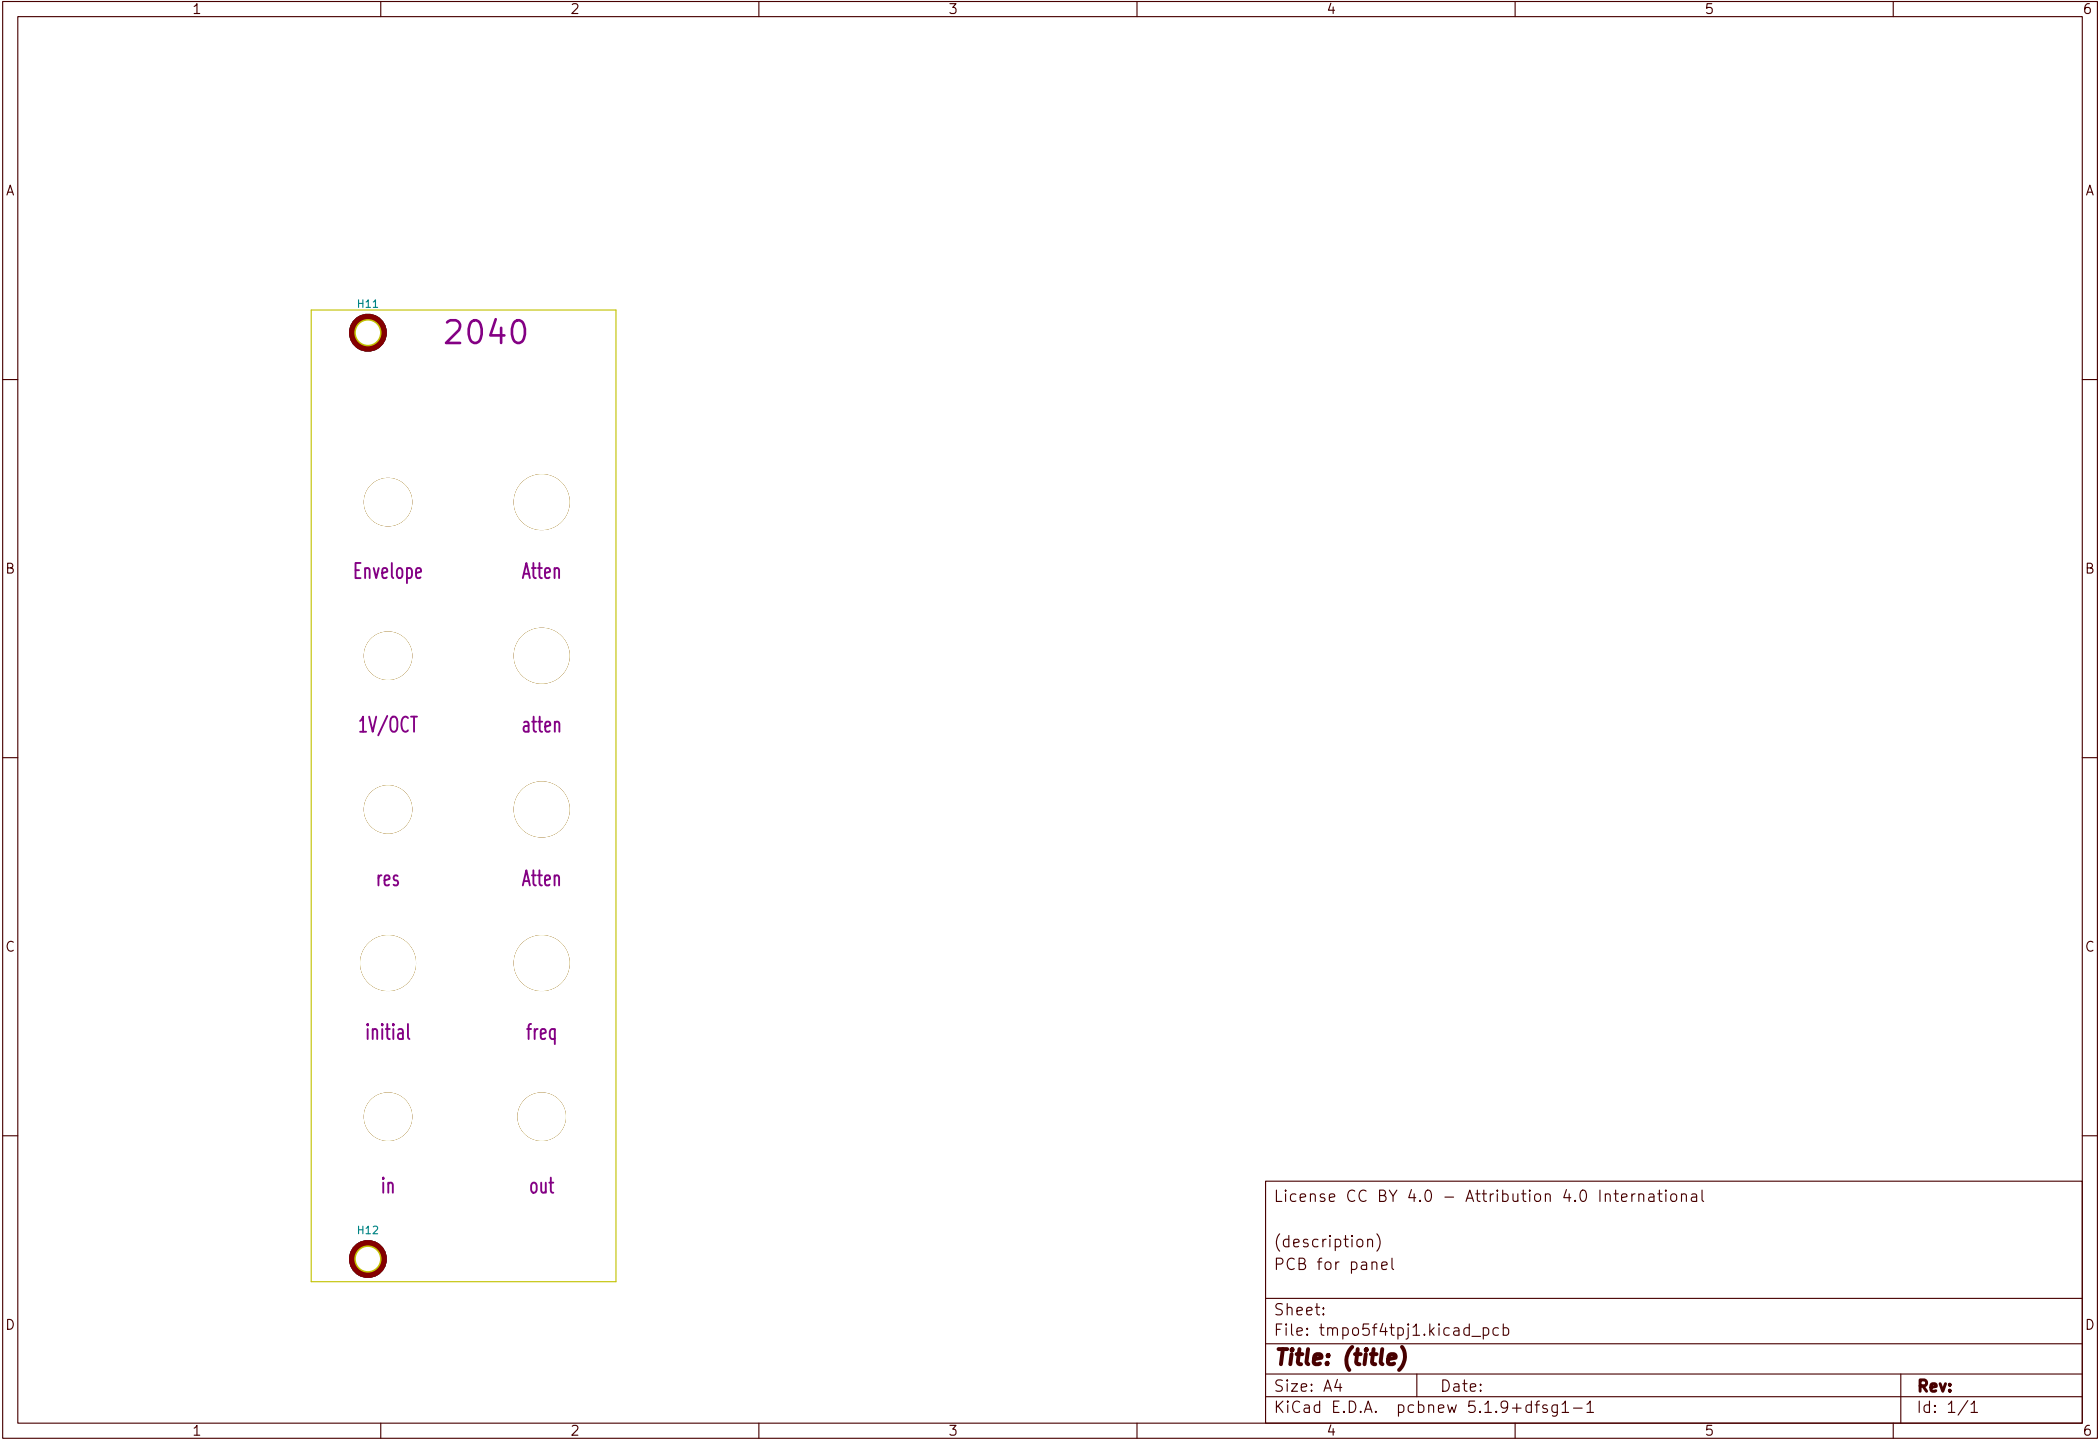 1 2 3 4 5 6
A A
H11
2040
Envelope Atten
B B
1V/OCT atten
res Atten
C C
initial freq
in out
H12
License CC BY 4.0 – Attribution 4.0 International
(description)
PCB for panel
Sheet:
D D
File: tmpo5f4tpj1.kicad_pcb
Title: (title)
Size: A4 Date: Rev:
KiCad E.D.A. pcbnew 5.1.9+dfsg1-1 Id: 1/1
1 2 3 4 5 6